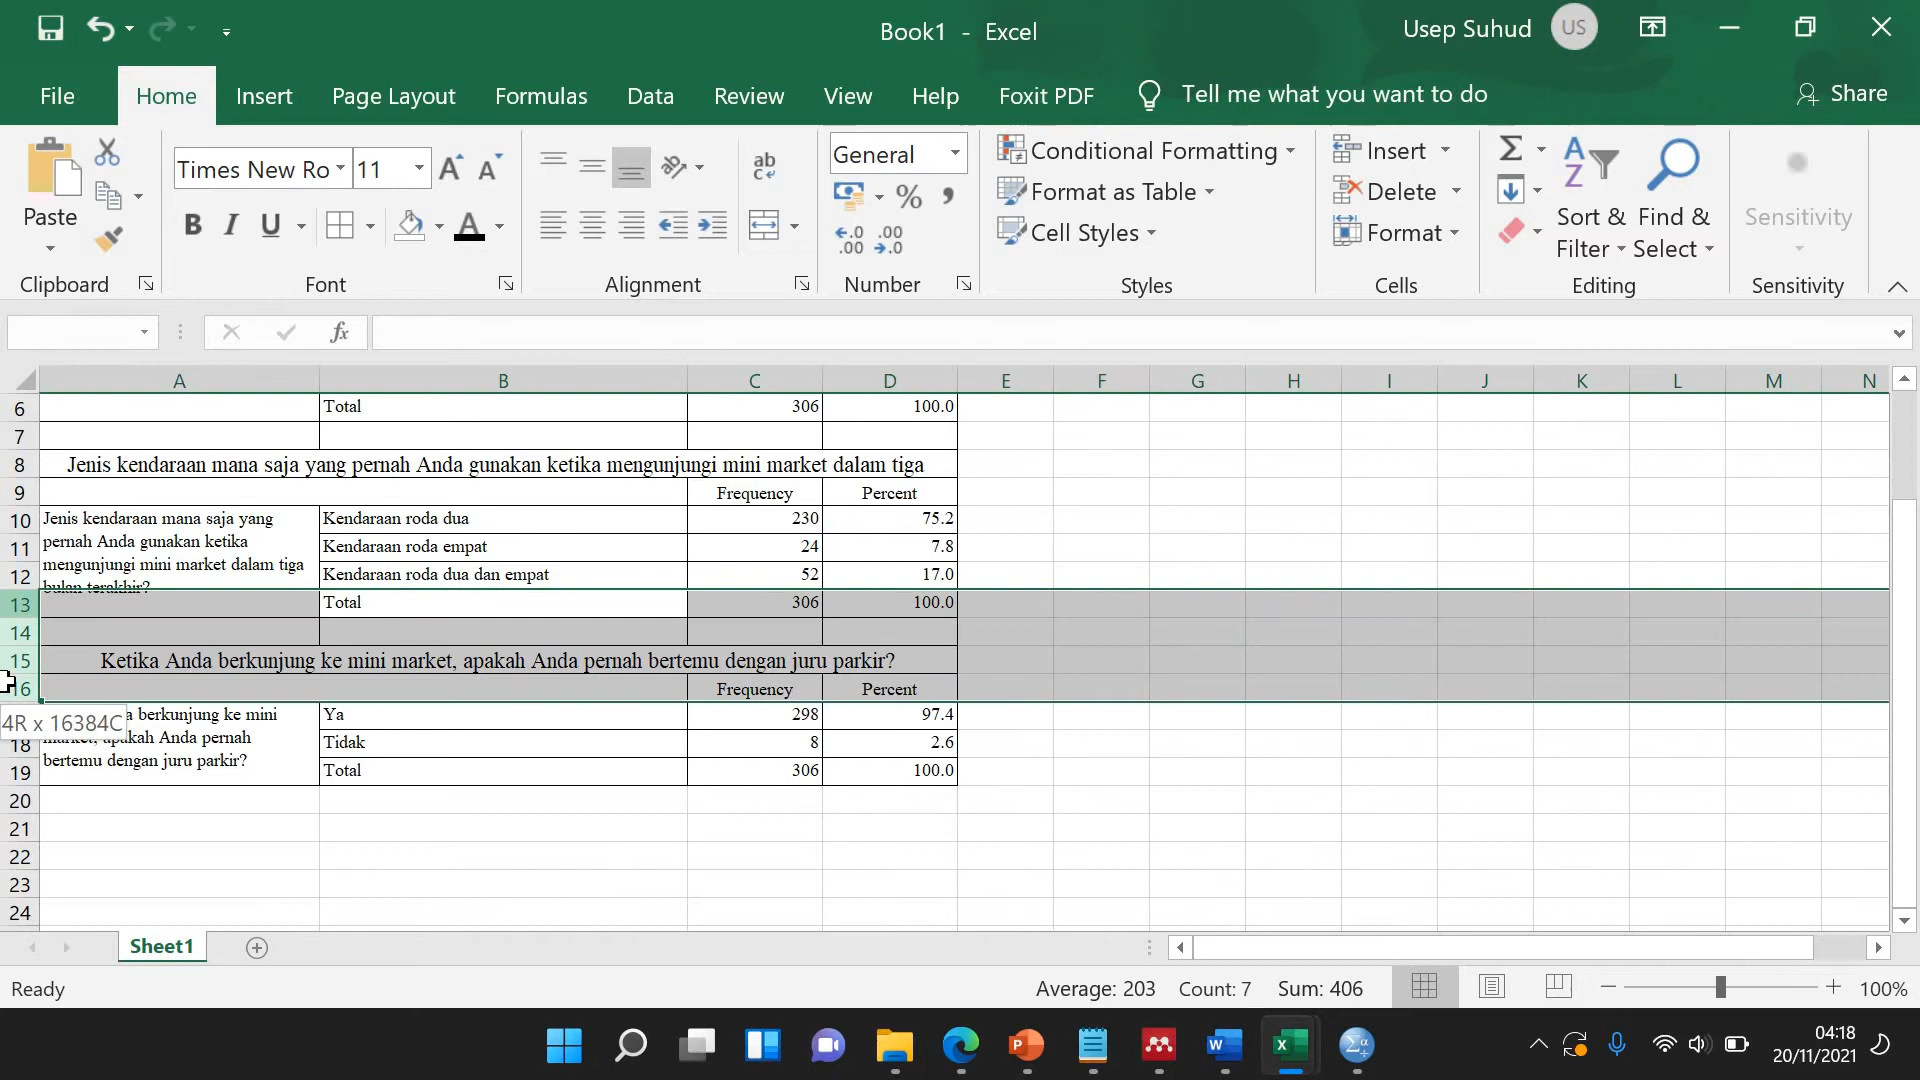 Book1 - Excel
Usep Suhud
US
File
Home
Insert
Page Layout
Formulas
Data
Review
View
Help
Foxit PDF
Tell me what you want to do
Share
Paste
Clipboard
Times New Ro
11
B I U
Font
ab
Alignment
General
%
Number
Conditional Formatting
Format as Table
Cell Styles
Styles
Insert
Delete
Format
Cells
Sort & Filter
Find & Select
Editing
Sensitivity
Sensitivity
fx
A B C D E F G H I J K L M N
6 Total 306 100.0
7
8 Jenis kendaraan mana saja yang pernah Anda gunakan ketika mengunjungi mini market dalam tiga
9 Frequency Percent
10 Jenis kendaraan mana saja yang Kendaraan roda dua 230 75.2
11 pernah Anda gunakan ketika Kendaraan roda empat 24 7.8
mengunjungi mini market dalam tiga
12 bulan terakhir? Kendaraan roda dua dan empat 52 17.0
13 Total 306 100.0
14
15 Ketika Anda berkunjung ke mini market, apakah Anda pernah bertemu dengan juru parkir?
16 Frequency Percent
4R x 16384C
berkunjung ke mini Ya 298 97.4
18 apakah Anda pernah Tidak 8 2.6
19 bertemu dengan juru parkir? Total 306 100.0
20
21
22
23
24
Sheet1
Ready
Average: 203
Count: 7
Sum: 406
100%
04:18
20/11/2021